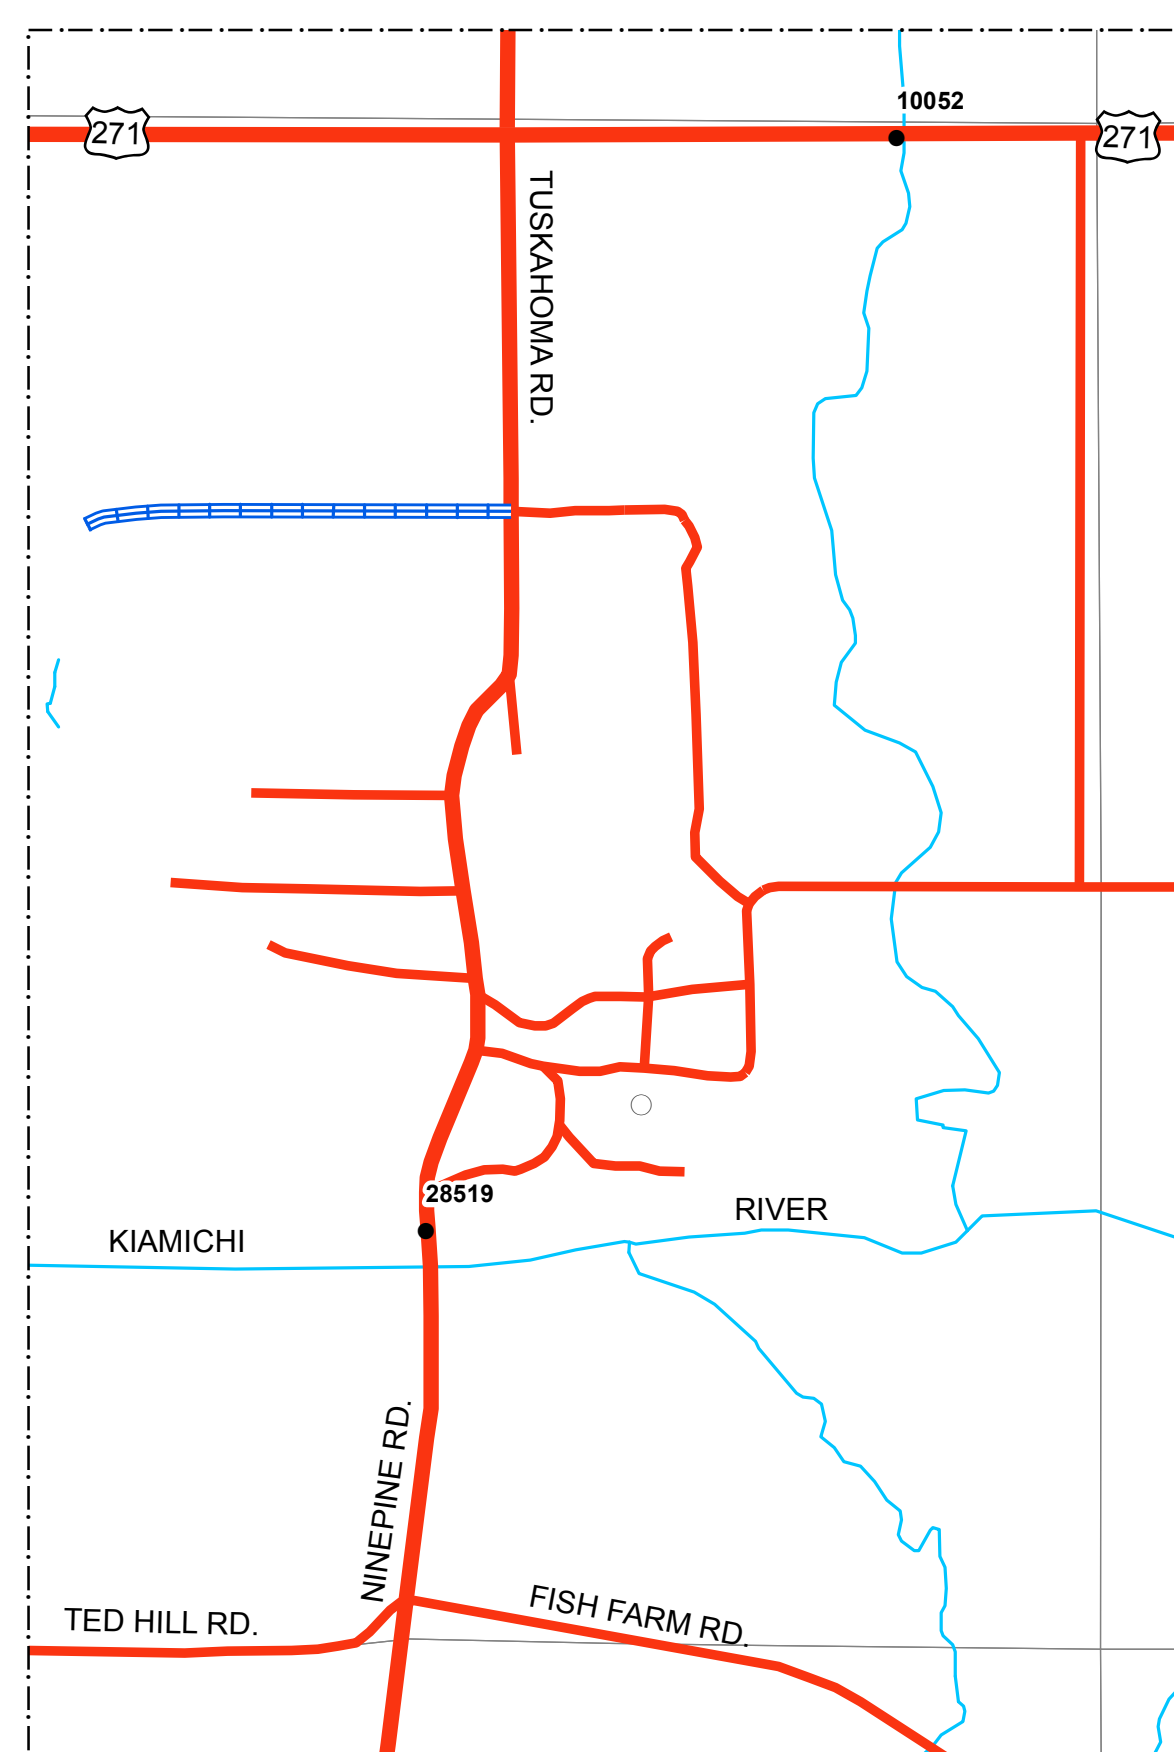 10052
271
271
TUSKAHOMA RD.
28519
RIVER
KIAMICHI
NINEPINE RD.
FISH FARM RD.
TED HILL RD.